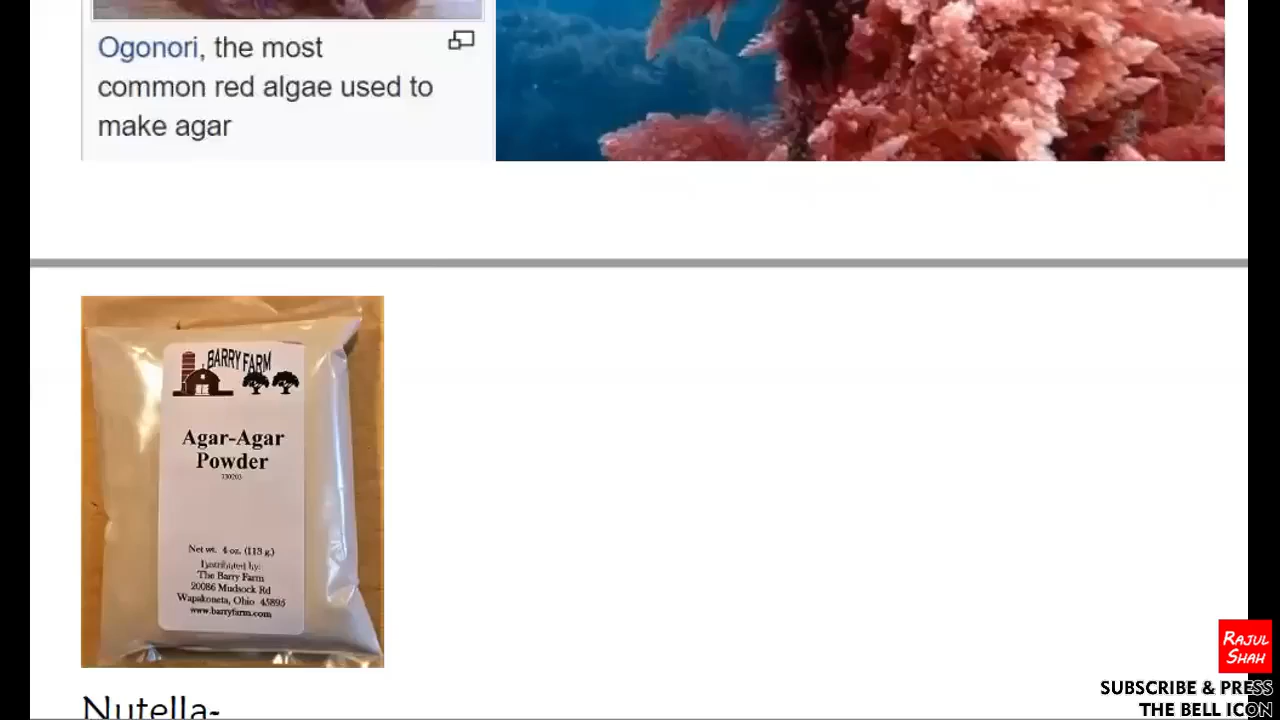 Ogonori, the most
common red algae used to
make agar
BARRY FARM
Agar-Agar
Powder
Net wt. 4 oz. (113 g.)
Distributed by:
The Barry Farm
20086 Mudsock Rd
Wapakoneta, Ohio 45895
www.barryfarm.com
Nutella-
RAJUL
SHAH
SUBSCRIBE & PRESS
THE BELL ICON